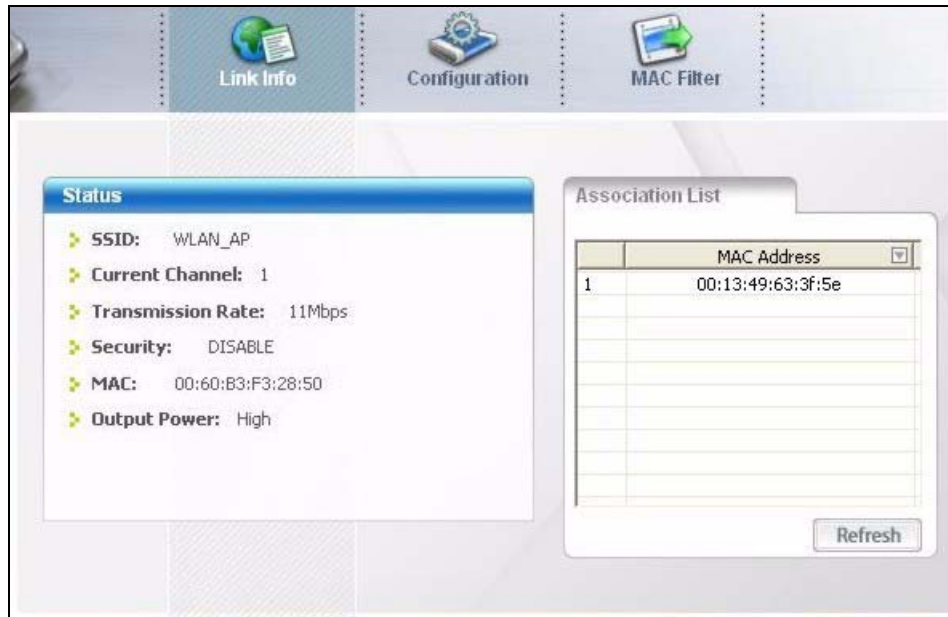 Link Info
Configuration
MAC Filter
Status
SSID: WLAN_AP
Current Channel: 1
Transmission Rate: 11Mbps
Security: DISABLE
MAC: 00:60:B3:F3:28:50
Output Power: High
Association List
MAC Address
1 00:13:49:63:3f:5e
Refresh